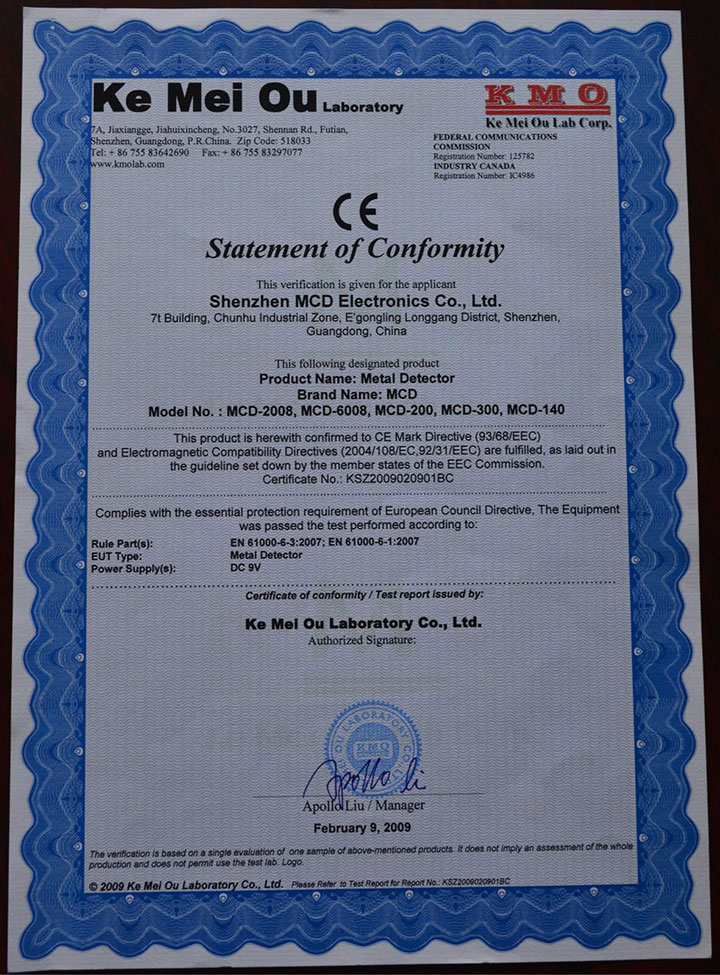 Ke Mei Ou Laboratory
KMO
Ke Mei Ou Lab Corp.
7A, Jiaxiangge, Jiahuixincheng, No.3027, Shennan Rd., Futian,
Shenzhen, Guangdong, P.R.China. Zip Code: 518033
Tel: + 86 755 83642690 Fax: + 86 755 83297077
www.kmolab.com
FEDERAL COMMUNICATIONS
COMMISSION
Registration Number: 125782
INDUSTRY CANADA
Registration Number: IC4986
CE
Statement of Conformity
This verification is given for the applicant
Shenzhen MCD Electronics Co., Ltd.
7t Building, Chunhu Industrial Zone, E'gongling Longgang District, Shenzhen,
Guangdong, China
This following designated product
Product Name: Metal Detector
Brand Name: MCD
Model No. : MCD-2008, MCD-6008, MCD-200, MCD-300, MCD-140
This product is herewith confirmed to CE Mark Directive (93/68/EEC)
and Electromagnetic Compatibility Directives (2004/108/EC,92/31/EEC) are fulfilled, as laid out in
the guideline set down by the member states of the EEC Commission.
Certificate No.: KSZ2009020901BC
Complies with the essential protection requirement of European Council Directive, The Equipment
was passed the test performed according to:
Rule Part(s): EN 61000-6-3:2007; EN 61000-6-1:2007
EUT Type: Metal Detector
Power Supply(s): DC 9V
Certificate of conformity / Test report issued by:
Ke Mei Ou Laboratory Co., Ltd.
Authorized Signature:
KMO
Apollo Liu / Manager
February 9, 2009
The verification is based on a single evaluation of one sample of above-mentioned products. It does not imply an assessment of the whole
production and does not permit use the test lab. Logo.
© 2009 Ke Mei Ou Laboratory Co., Ltd. Please Refer to Test Report for Report No.: KSZ2009020901BC